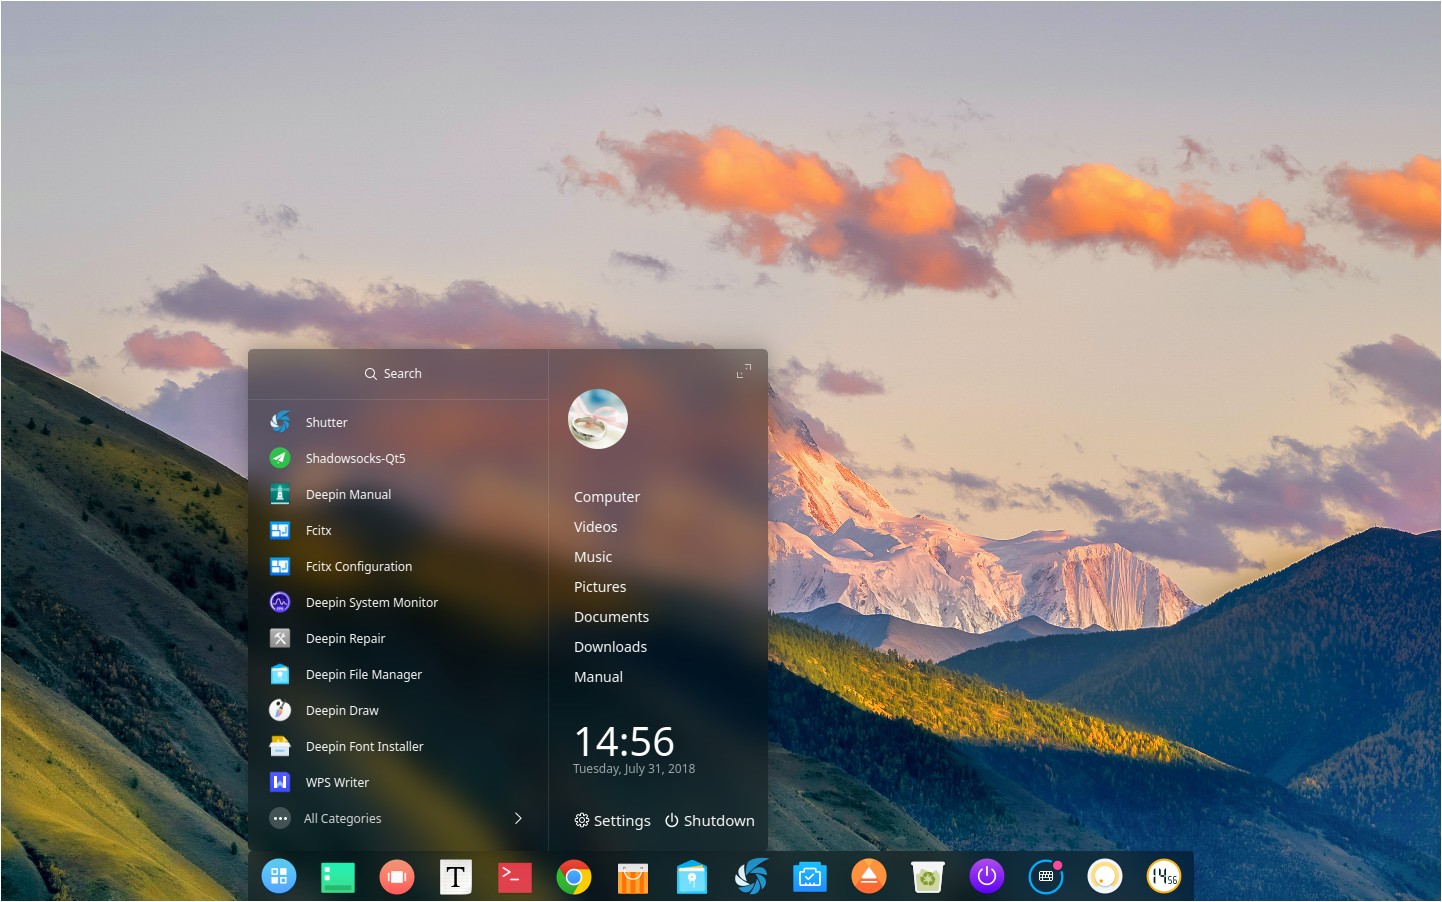 Search
Shutter
Shadowsocks-Qt5
Deepin Manual
Fcitx
Fcitx Configuration
Deepin System Monitor
Deepin Repair
Deepin File Manager
Deepin Draw
Deepin Font Installer
WPS Writer
All Categories
Computer
Videos
Music
Pictures
Documents
Downloads
Manual
14:56
Tuesday, July 31, 2018
Settings
Shutdown
T
14 56